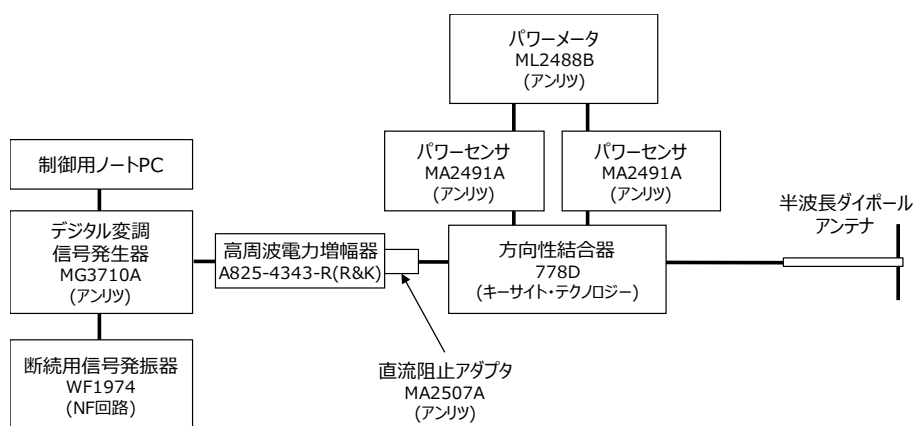 パワーメータ
ML2488B
(アンリツ)
パワーセンサ
MA2491A
(アンリツ)
パワーセンサ
MA2491A
(アンリツ)
制御用ノートPC
デジタル変調
信号発生器
MG3710A
(アンリツ)
高周波電力増幅器
A825-4343-R(R&K)
方向性結合器
778D
(キーサイト・テクノロジー)
半波長ダイポール
アンテナ
断続用信号発振器
WF1974
(NF回路)
直流阻止アダプタ
MA2507A
(アンリツ)